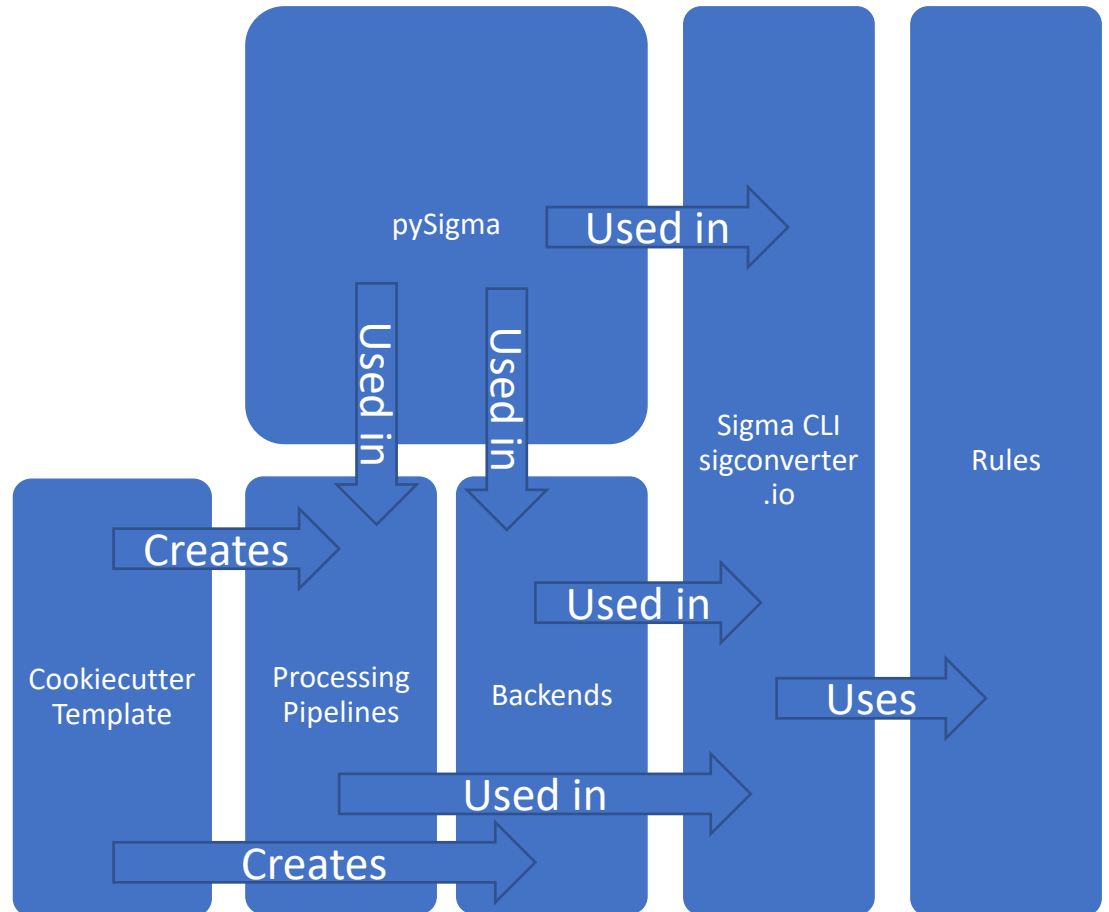 pySigma
Used in
Used in
Used in
Sigma CLI
sigconverter
.io
Rules
Creates
Used in
Cookiecutter
Template
Processing
Pipelines
Backends
Uses
Used in
Creates